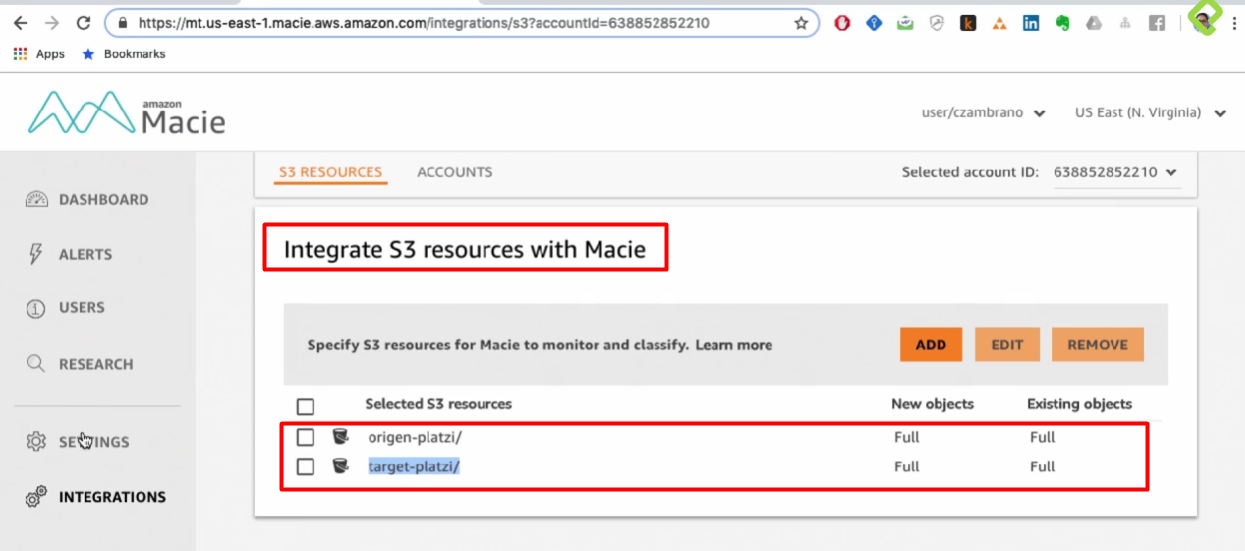 https://mt.us-east-1.macie.aws.amazon.com/integrations/s3?accountId=638852852210
Apps Bookmarks
amazon
Macie
user/czambrano US East (N. Virginia)
S3 RESOURCES ACCOUNTS Selected account ID: 638852852210
DASHBOARD
ALERTS
USERS
RESEARCH
SETTINGS
INTEGRATIONS
Integrate S3 resources with Macie
Specify S3 resources for Macie to monitor and classify. Learn more ADD EDIT REMOVE
Selected S3 resources New objects Existing objects
origen-platzi/ Full Full
target-platzi/ Full Full